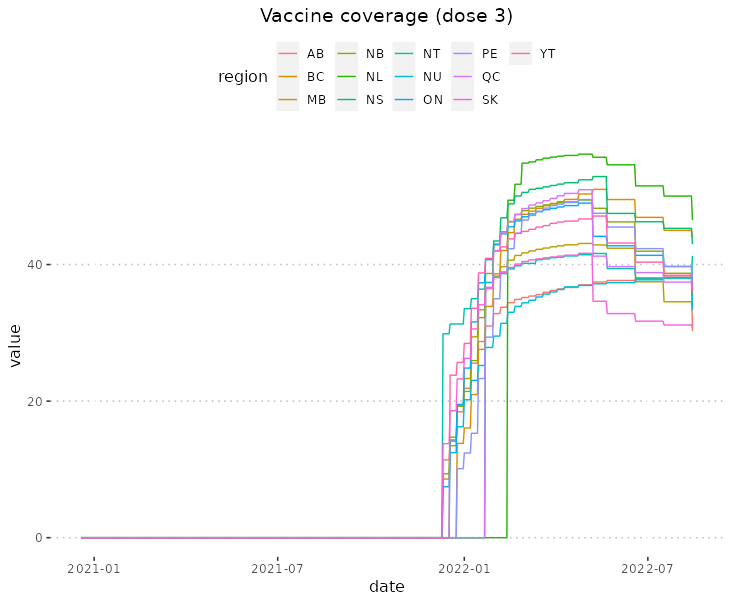 Vaccine coverage (dose 3)
region
AB NB NT PE YT
BC NL NU QC
MB NS ON SK
value
40
20
0
2021-01 2021-07 2022-01 2022-07
date